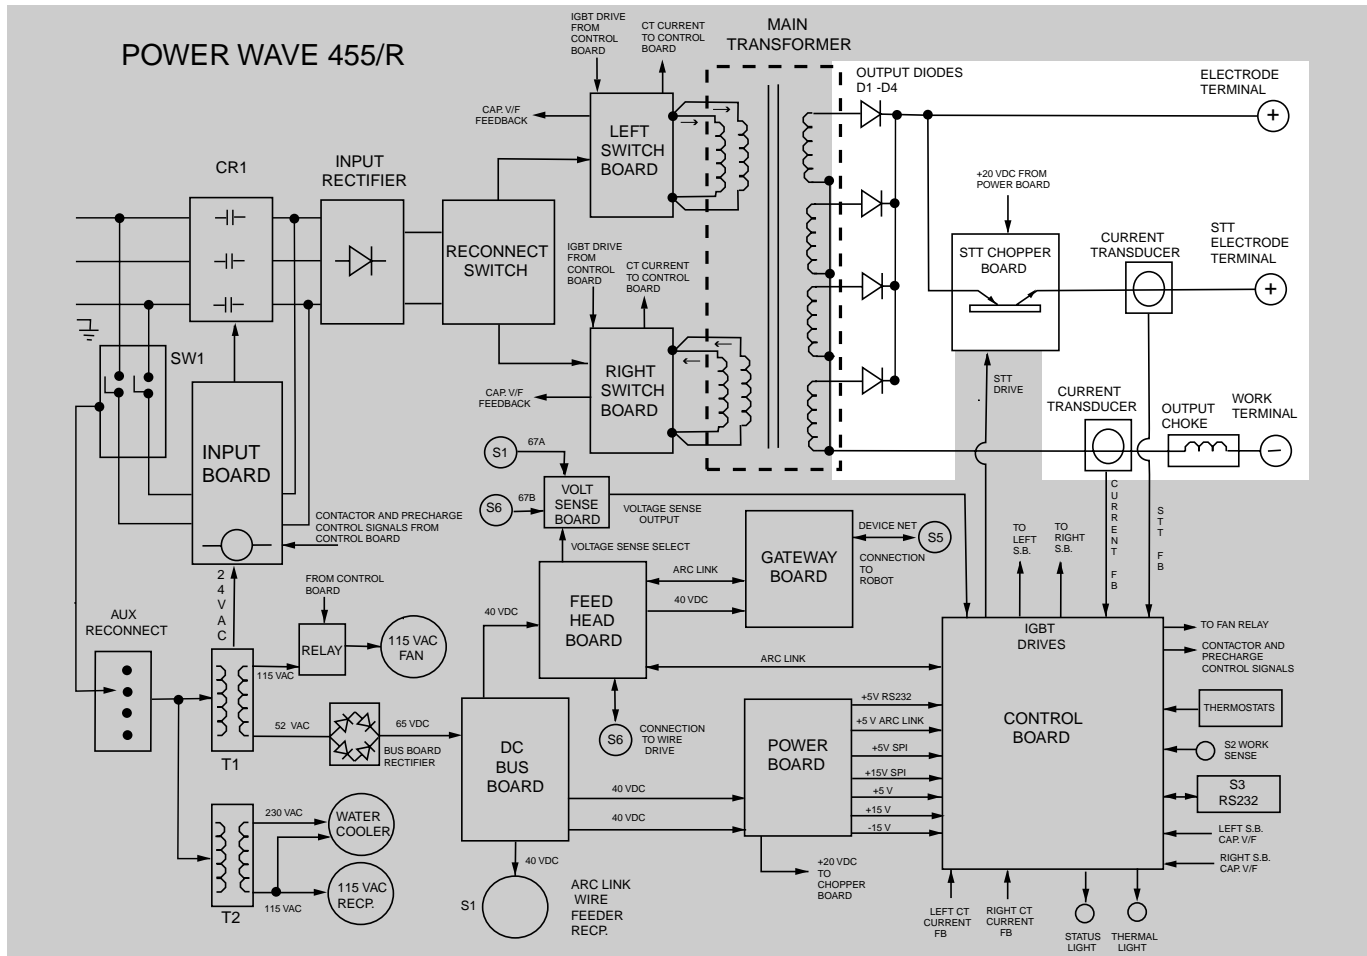 POWER WAVE 455/R
IGBT DRIVE
FROM
CONTROL
BOARD
CT CURRENT
TO CONTROL
BOARD
MAIN
TRANSFORMER
OUTPUT DIODES
D1 -D4
ELECTRODE
TERMINAL
+
CAP. V/F
FEEDBACK
LEFT
SWITCH
BOARD
CR1
INPUT
RECTIFIER
+20 VDC FROM
POWER BOARD
RECONNECT
SWITCH
IGBT DRIVE
FROM
CONTROL
BOARD
CT CURRENT
TO CONTROL
BOARD
STT CHOPPER
BOARD
CURRENT
TRANSDUCER
STT
ELECTRODE
TERMINAL
+
SW1
RIGHT
SWITCH
BOARD
CAP. V/F
FEEDBACK
STT
DRIVE
CURRENT
TRANSDUCER
OUTPUT
CHOKE
WORK
TERMINAL
INPUT
BOARD
S1
67A
S6
67B
VOLT
SENSE
BOARD
VOLTAGE SENSE
OUTPUT
CONTACTOR AND PRECHARGE
CONTROL SIGNALS FROM
CONTROL BOARD
VOLTAGE SENSE SELECT
GATEWAY
BOARD
DEVICE NET
S5
CONNECTION
TO
ROBOT
TO
LEFT
S.B.
TO
RIGHT
S.B.
CURRENT FB
STT FB
24VAC
FROM CONTROL
BOARD
AUX
RECONNECT
RELAY
115 VAC
FAN
115 VAC
40 VDC
FEED
HEAD
BOARD
ARC LINK
40 VDC
ARC LINK
IGBT
DRIVES
TO FAN RELAY
CONTACTOR AND
PRECHARGE
CONTROL SIGNALS
52 VAC
65 VDC
BUS BOARD
RECTIFIER
T1
DC
BUS
BOARD
S6
CONNECTION
TO WIRE
DRIVE
POWER
BOARD
+5V RS232
+5 V ARC LINK
+5V SPI
+15V SPI
+5 V
+15 V
-15 V
CONTROL
BOARD
THERMOSTATS
S2 WORK
SENSE
S3
RS232
LEFT S.B.
CAP. V/F
RIGHT S.B.
CAP. V/F
230 VAC
WATER
COOLER
115 VAC
RECP.
115 VAC
T2
40 VDC
40 VDC
40 VDC
S1
ARC LINK
WIRE
FEEDER
RECP.
+20 VDC
TO
CHOPPER
BOARD
LEFT CT
CURRENT
FB
RIGHT CT
CURRENT
FB
STATUS
LIGHT
THERMAL
LIGHT